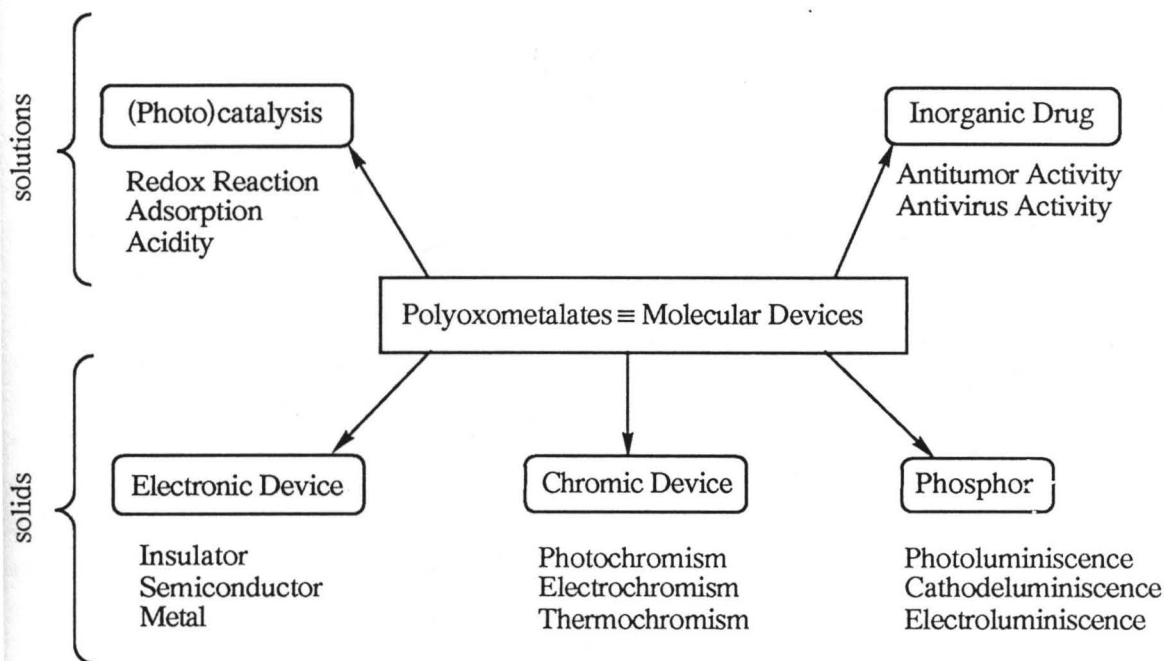 solutions
(Photo)catalysis
Redox Reaction
Adsorption
Acidity
Inorganic Drug
Antitumor Activity
Antivirus Activity
Polyoxometalates ≡ Molecular Devices
solids
Electronic Device
Insulator
Semiconductor
Metal
Chromic Device
Photochromism
Electrochromism
Thermochromism
Phosphor
Photoluminiscence
Cathodeluminiscence
Electroluminiscence